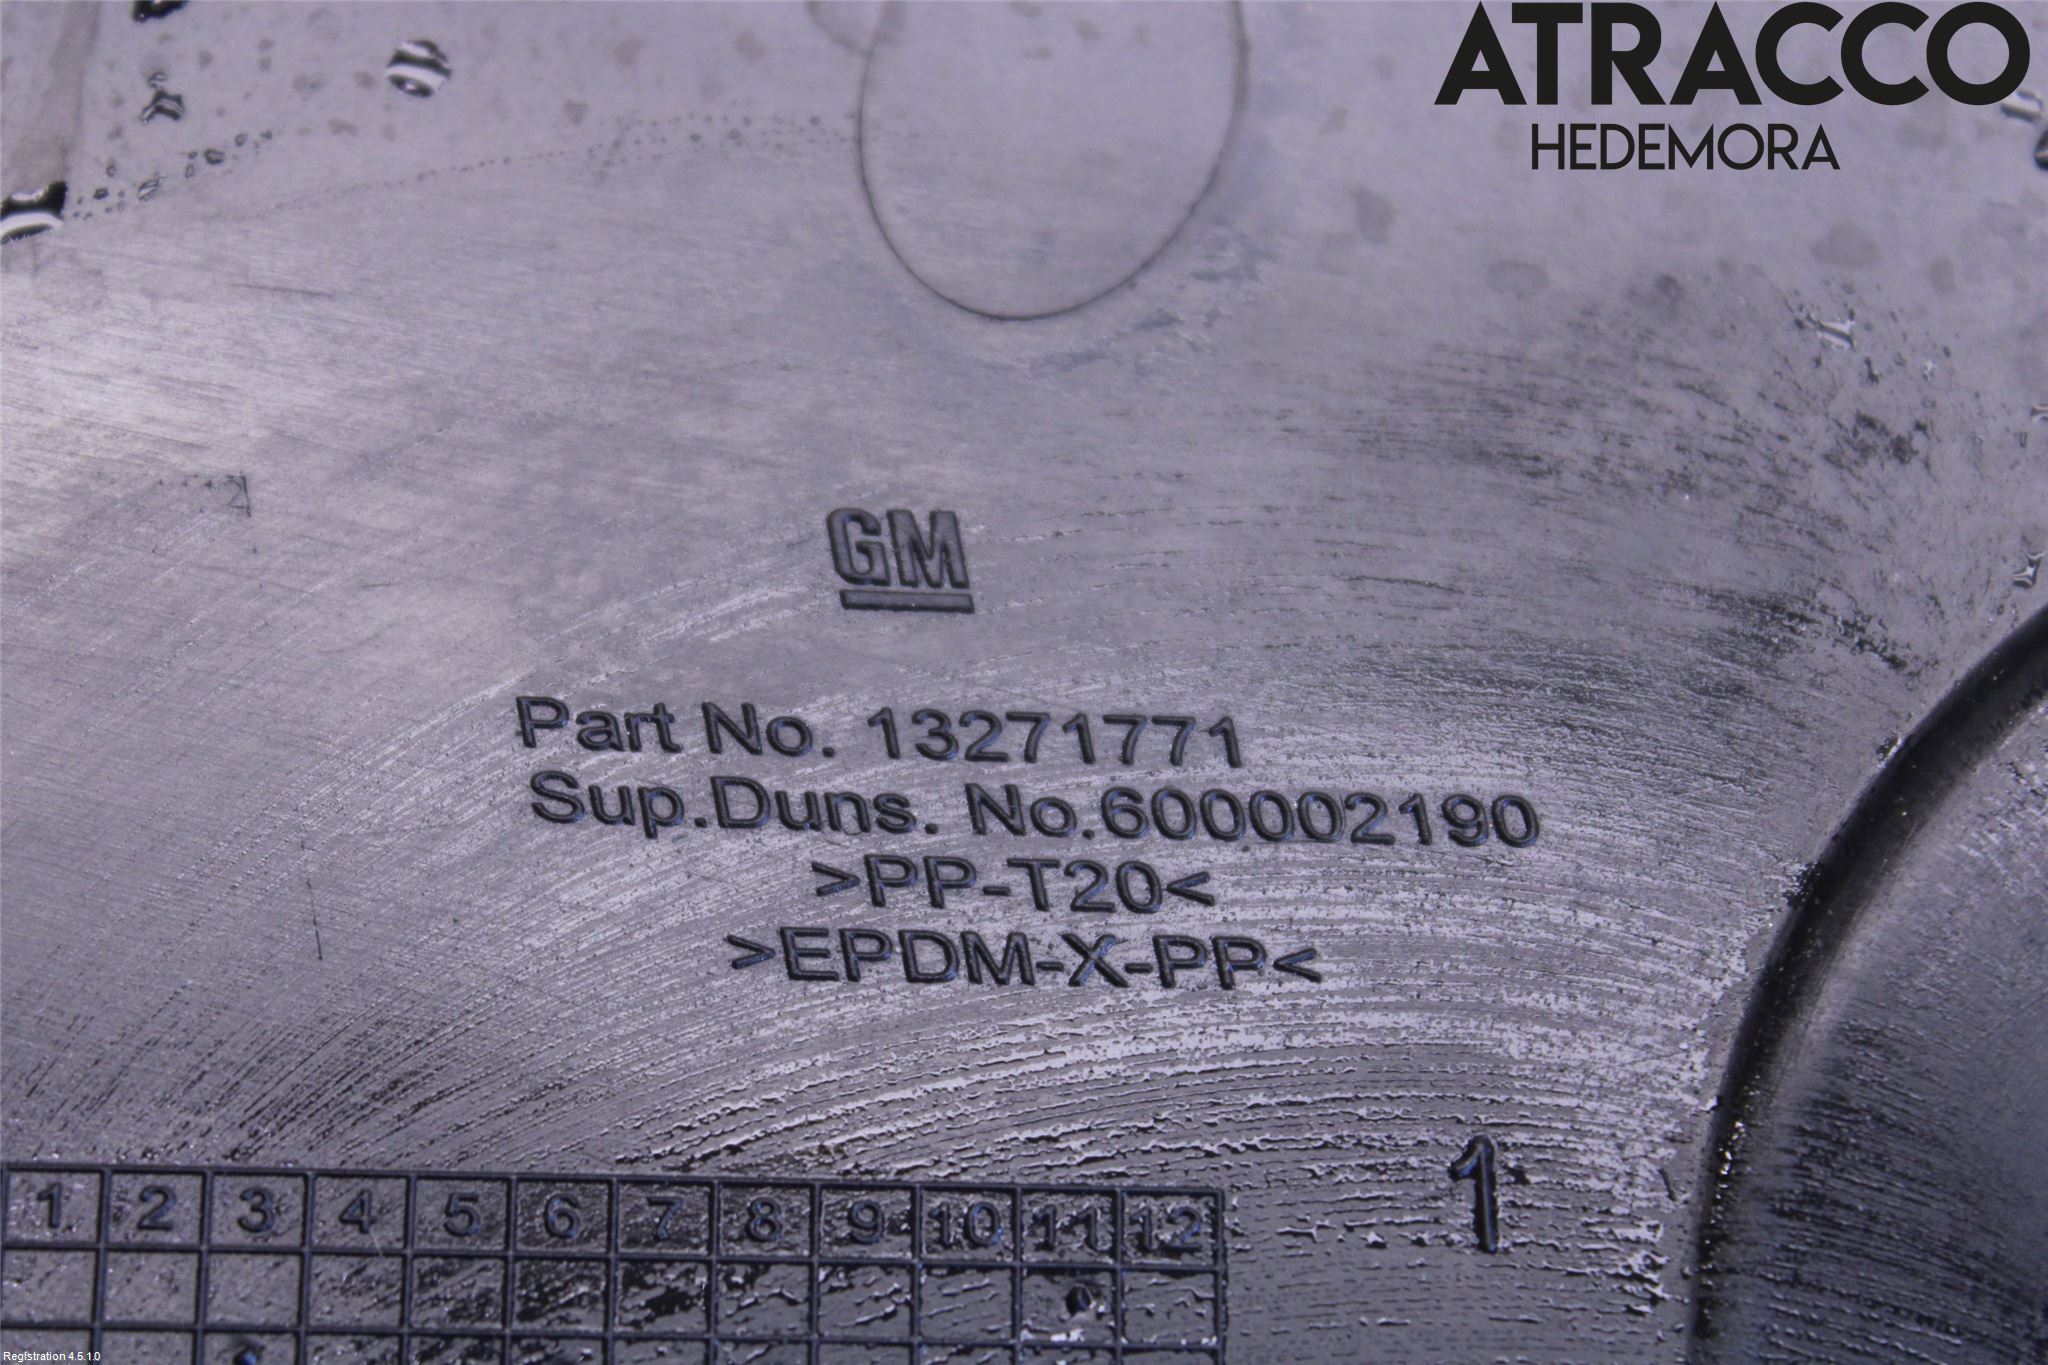 ATRACCO
HEDEMORA
GM
Part No. 13271771
Sup.Duns. No.600002190
>PP-T20<
>EPDM-X-PP<
1
1 2 3 4 5 6 7 8 9 10 11 12
Registration 4.5.1.0